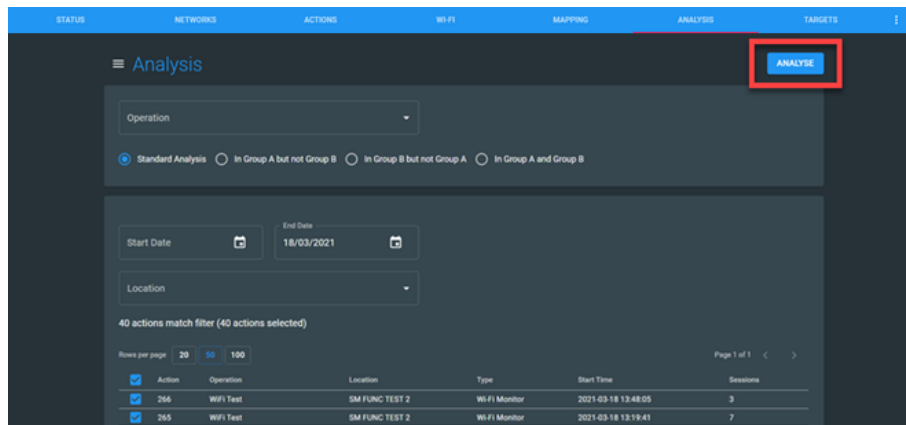 STATUS NETWORKS ACTIONS WI-FI MAPPING ANALYSIS TARGETS
Analysis ANALYSE
Operation
Standard Analysis In Group A but not Group B In Group B but not Group A In Group A and Group B
End Date
Start Date 18/03/2021
Location
40 actions match filter (40 actions selected)
Rows per page 20 50 100 Page 1 of 1
Action Operation Location Type Start Time Sessions
266 WiFi Test SM FUNC TEST 2 Wi-Fi Monitor 2021-03-18 13:48:05 3
265 WiFi Test SM FUNC TEST 2 Wi-Fi Monitor 2021-03-18 13:19:41 7